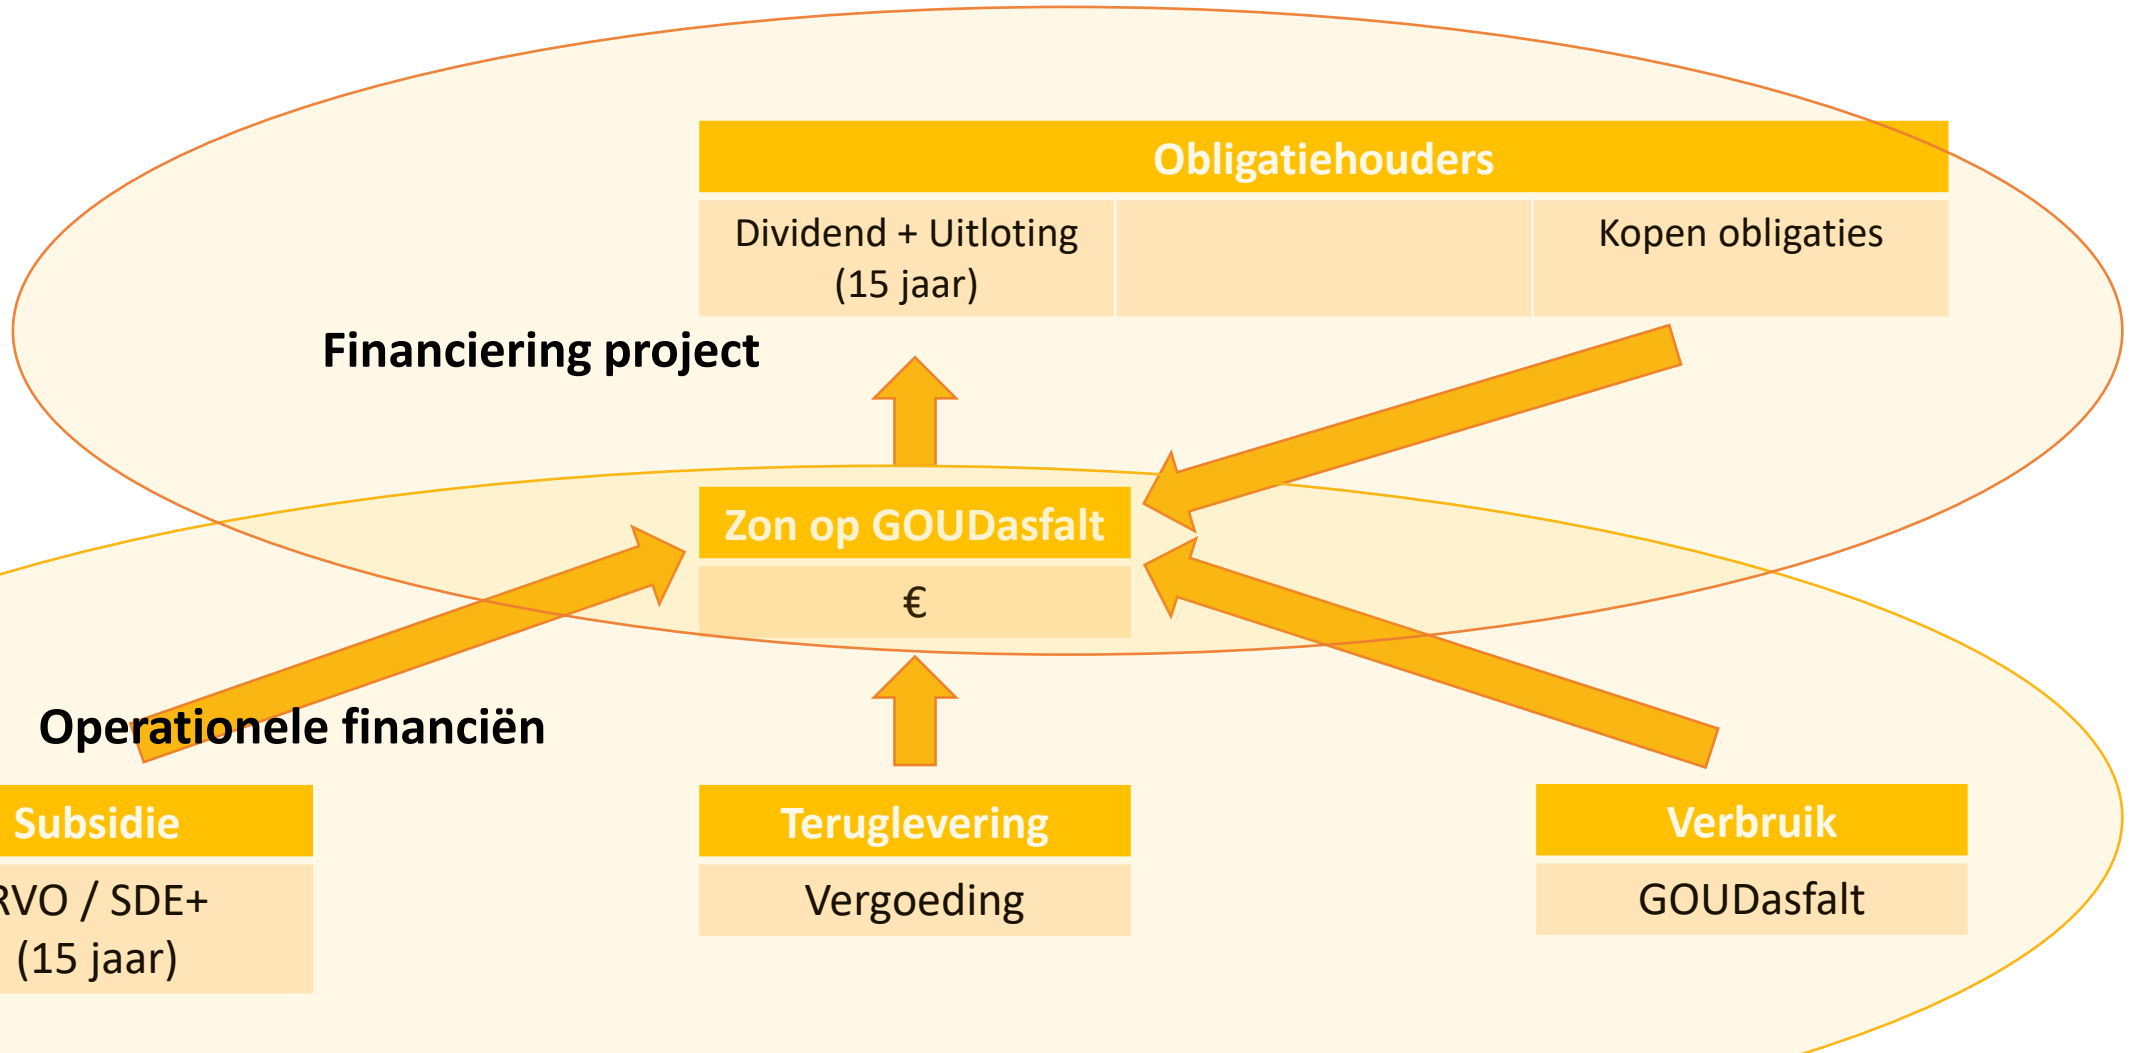 Obligatiehouders
Dividend + Uitloting
(15 jaar)
Kopen obligaties
Financiering project
Zon op GOUDasfalt
€
Operationele financiën
Subsidie
RVO / SDE+
(15 jaar)
Teruglevering
Vergoeding
Verbruik
GOUDasfalt